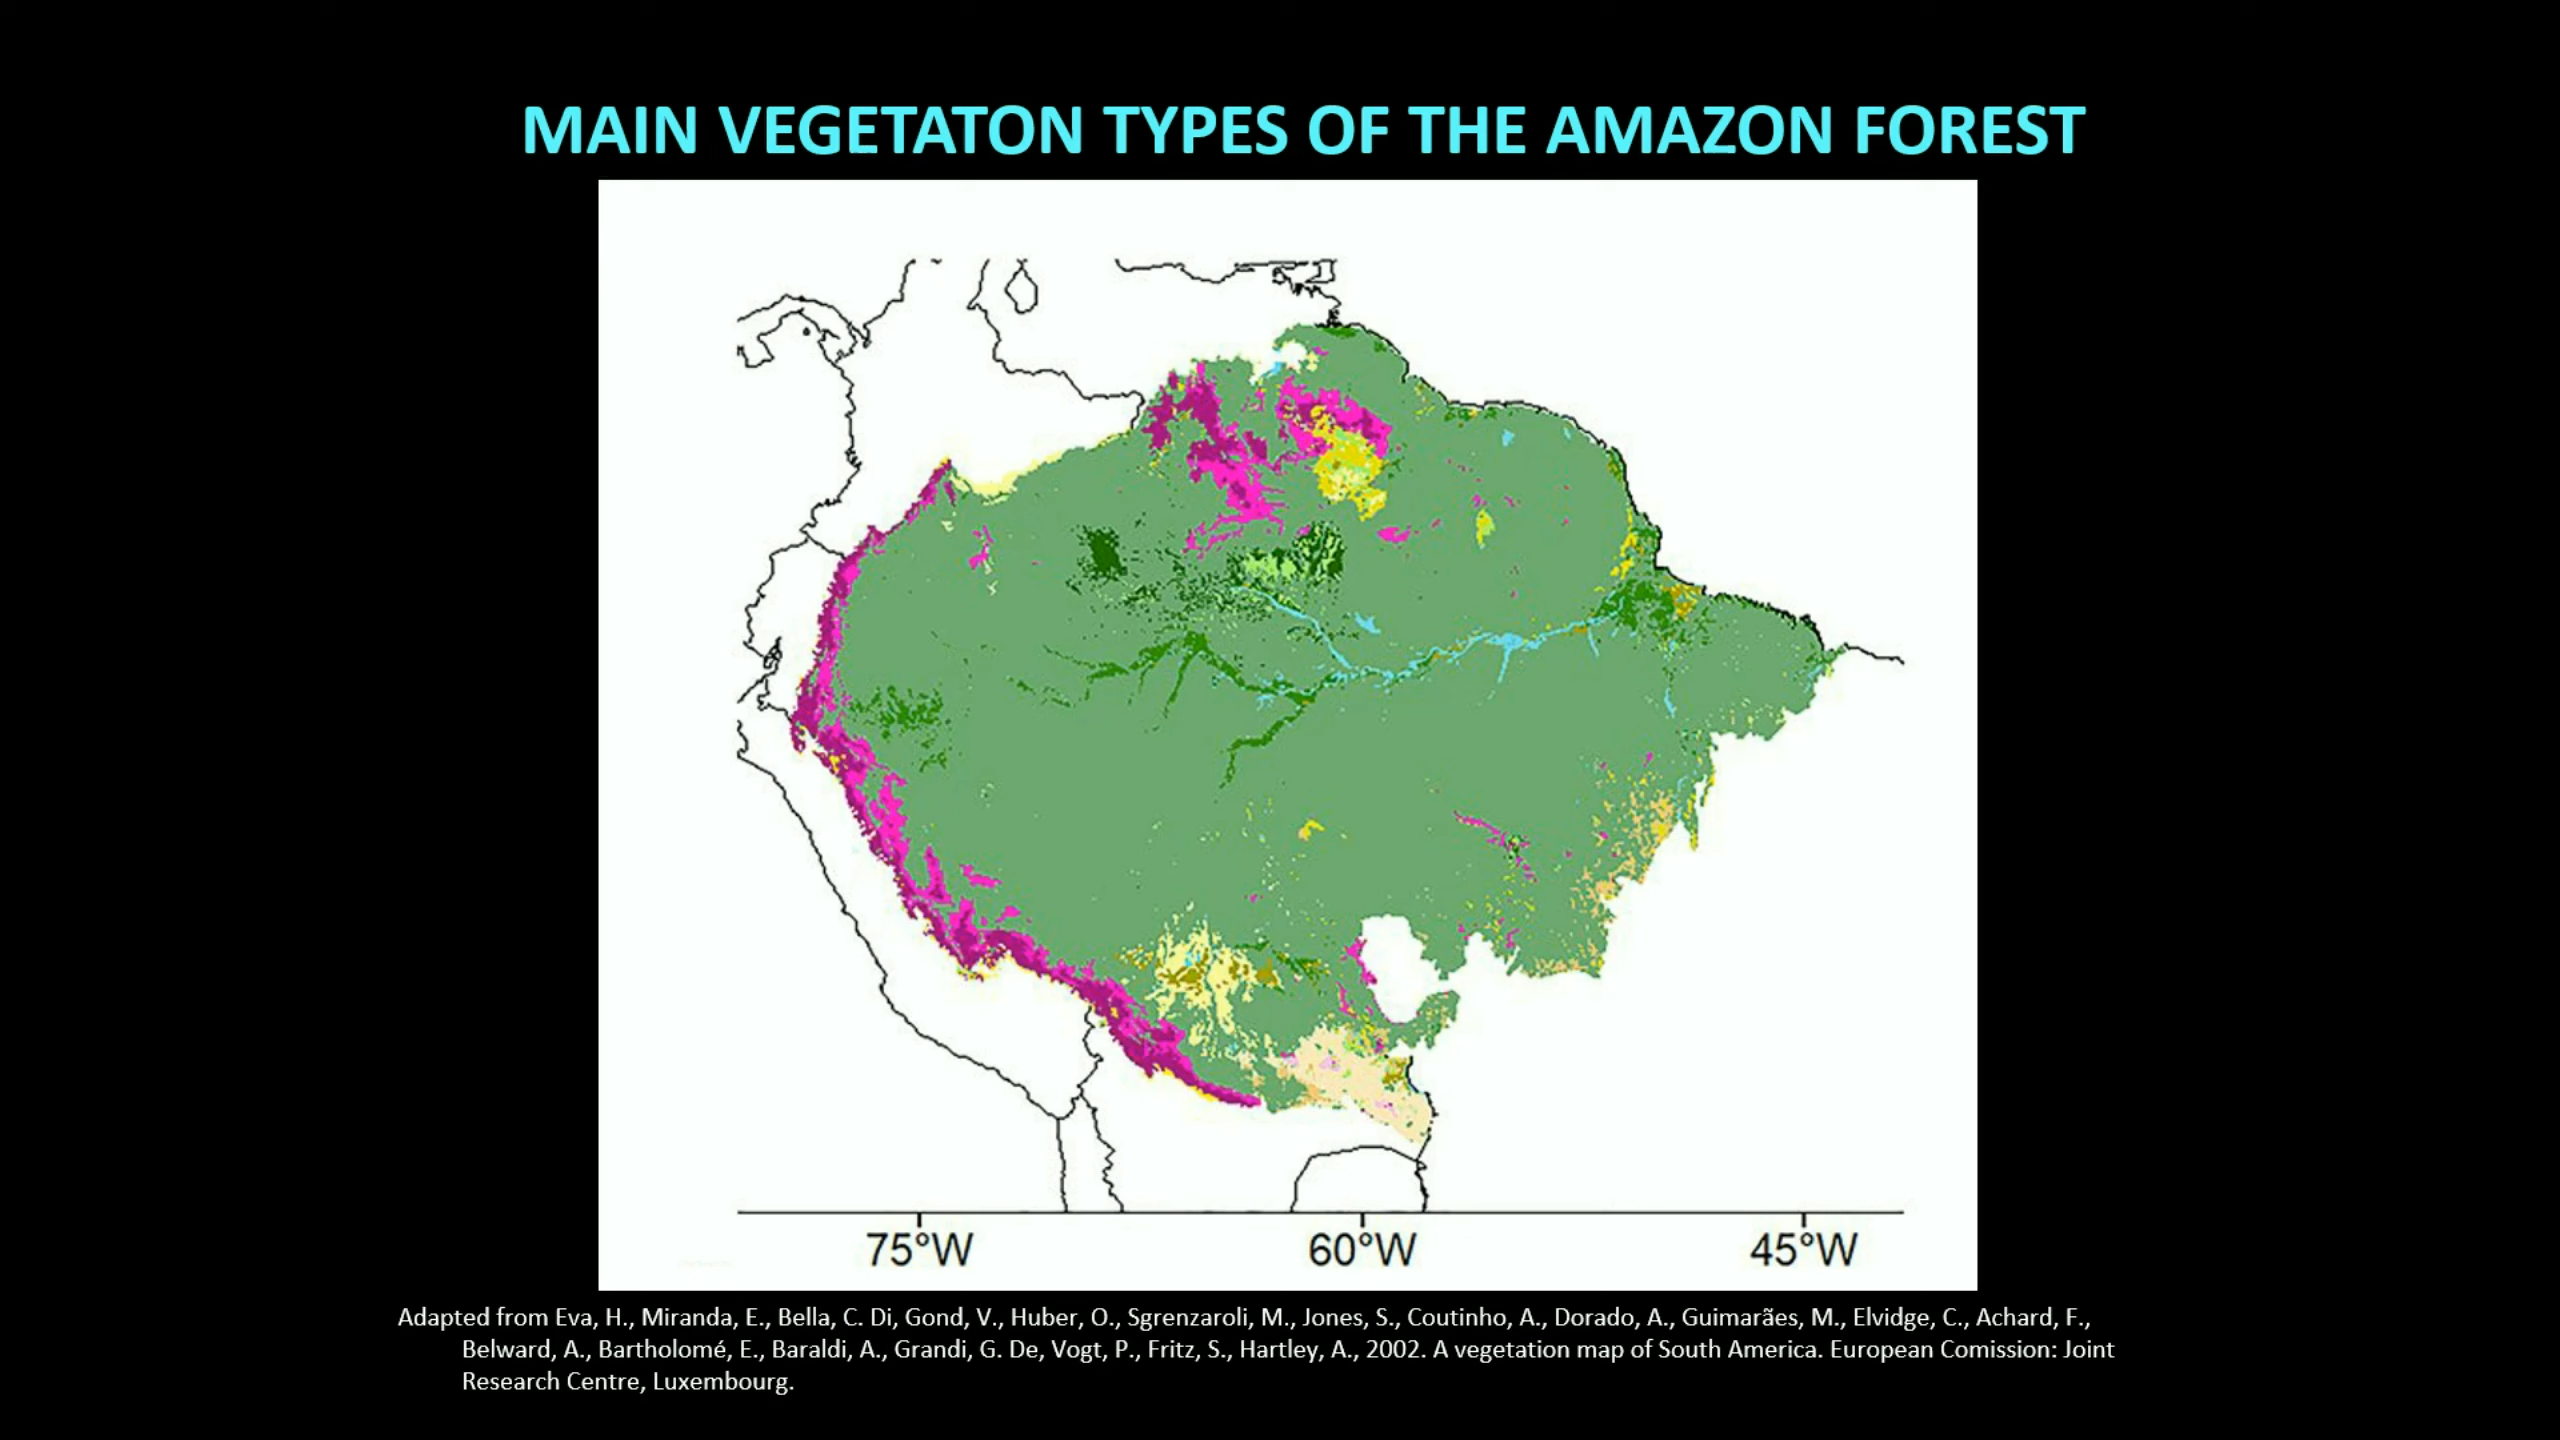 MAIN VEGETATON TYPES OF THE AMAZON FOREST
75°W 60°W 45°W
Adapted from Eva, H., Miranda, E., Bella, C. Di, Gond, V., Huber, O., Sgrenzaroli, M., Jones, S., Coutinho, A., Dorado, A., Guimarães, M., Elvidge, C., Achard, F.,
Belward, A., Bartholomé, E., Baraldi, A., Grandi, G. De, Vogt, P., Fritz, S., Hartley, A., 2002. A vegetation map of South America. European Comission: Joint
Research Centre, Luxembourg.